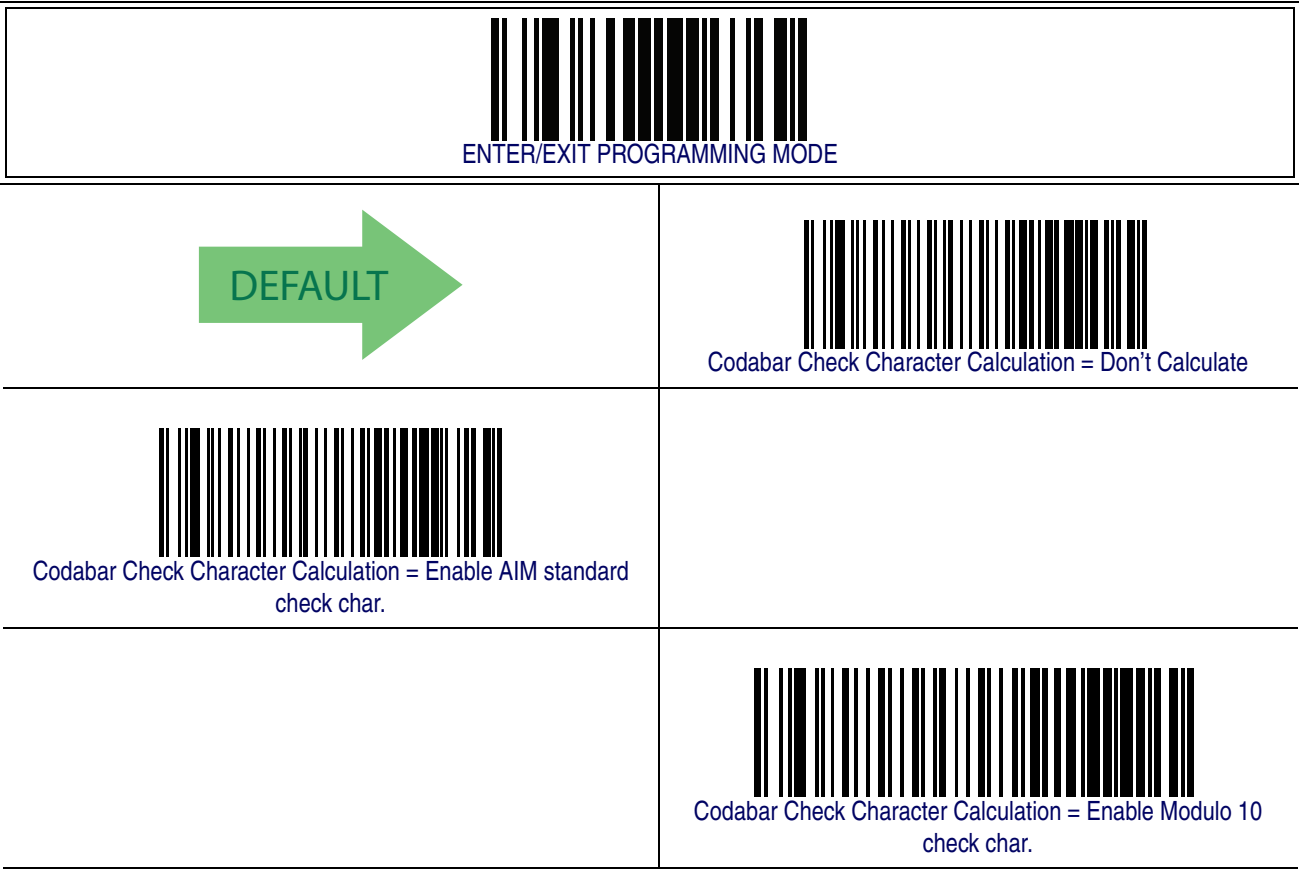 ENTER/EXIT PROGRAMMING MODE
DEFAULT
Codabar Check Character Calculation = Don't Calculate
Codabar Check Character Calculation = Enable AIM standard
check char.
Codabar Check Character Calculation = Enable Modulo 10
check char.